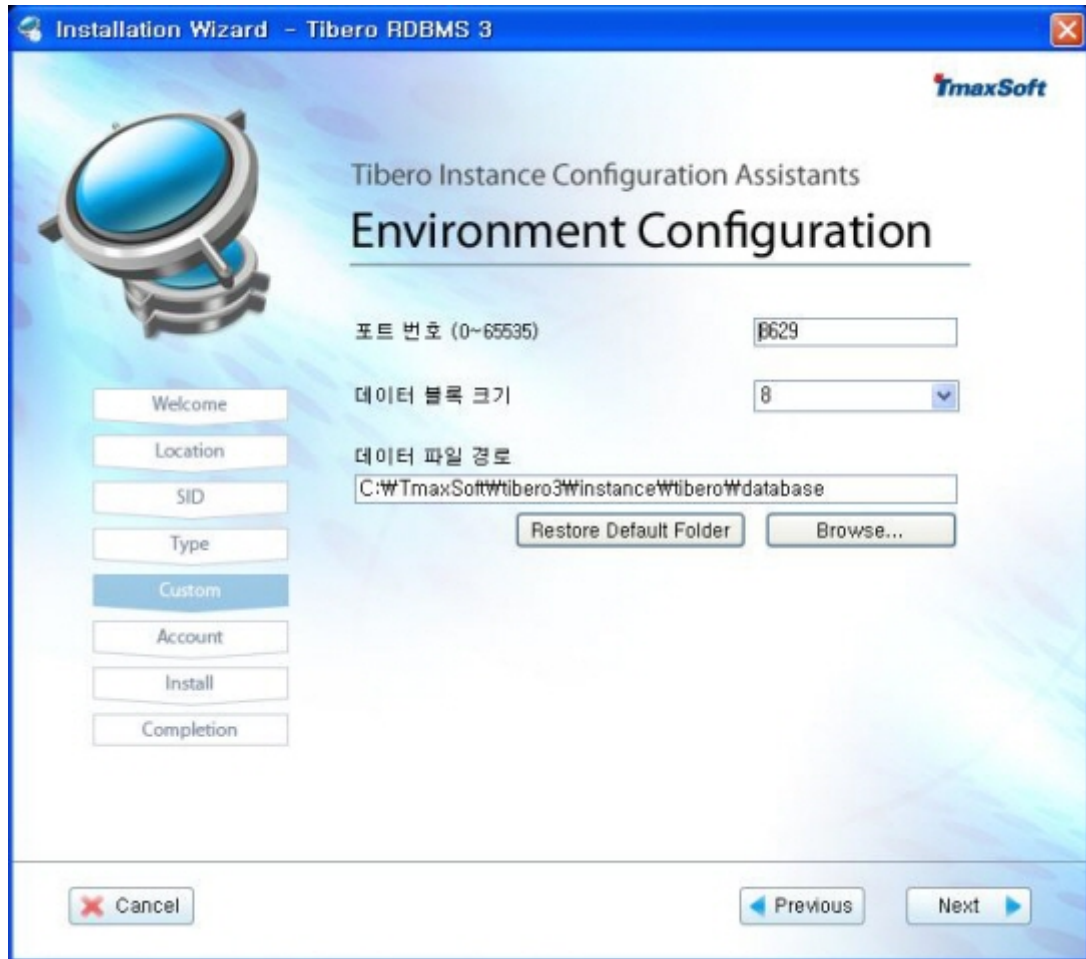 Installation Wizard - Tibero RDBMS 3
TmaxSoft
Tibero Instance Configuration Assistants
Environment Configuration
포트 번호 (0~65535)
8629
데이터 블록 크기
8
데이터 파일 경로
C:₩TmaxSoft₩tibero3₩instance₩tibero₩database
Restore Default Folder
Browse...
Welcome
Location
SID
Type
Custom
Account
Install
Completion
Cancel
Previous
Next